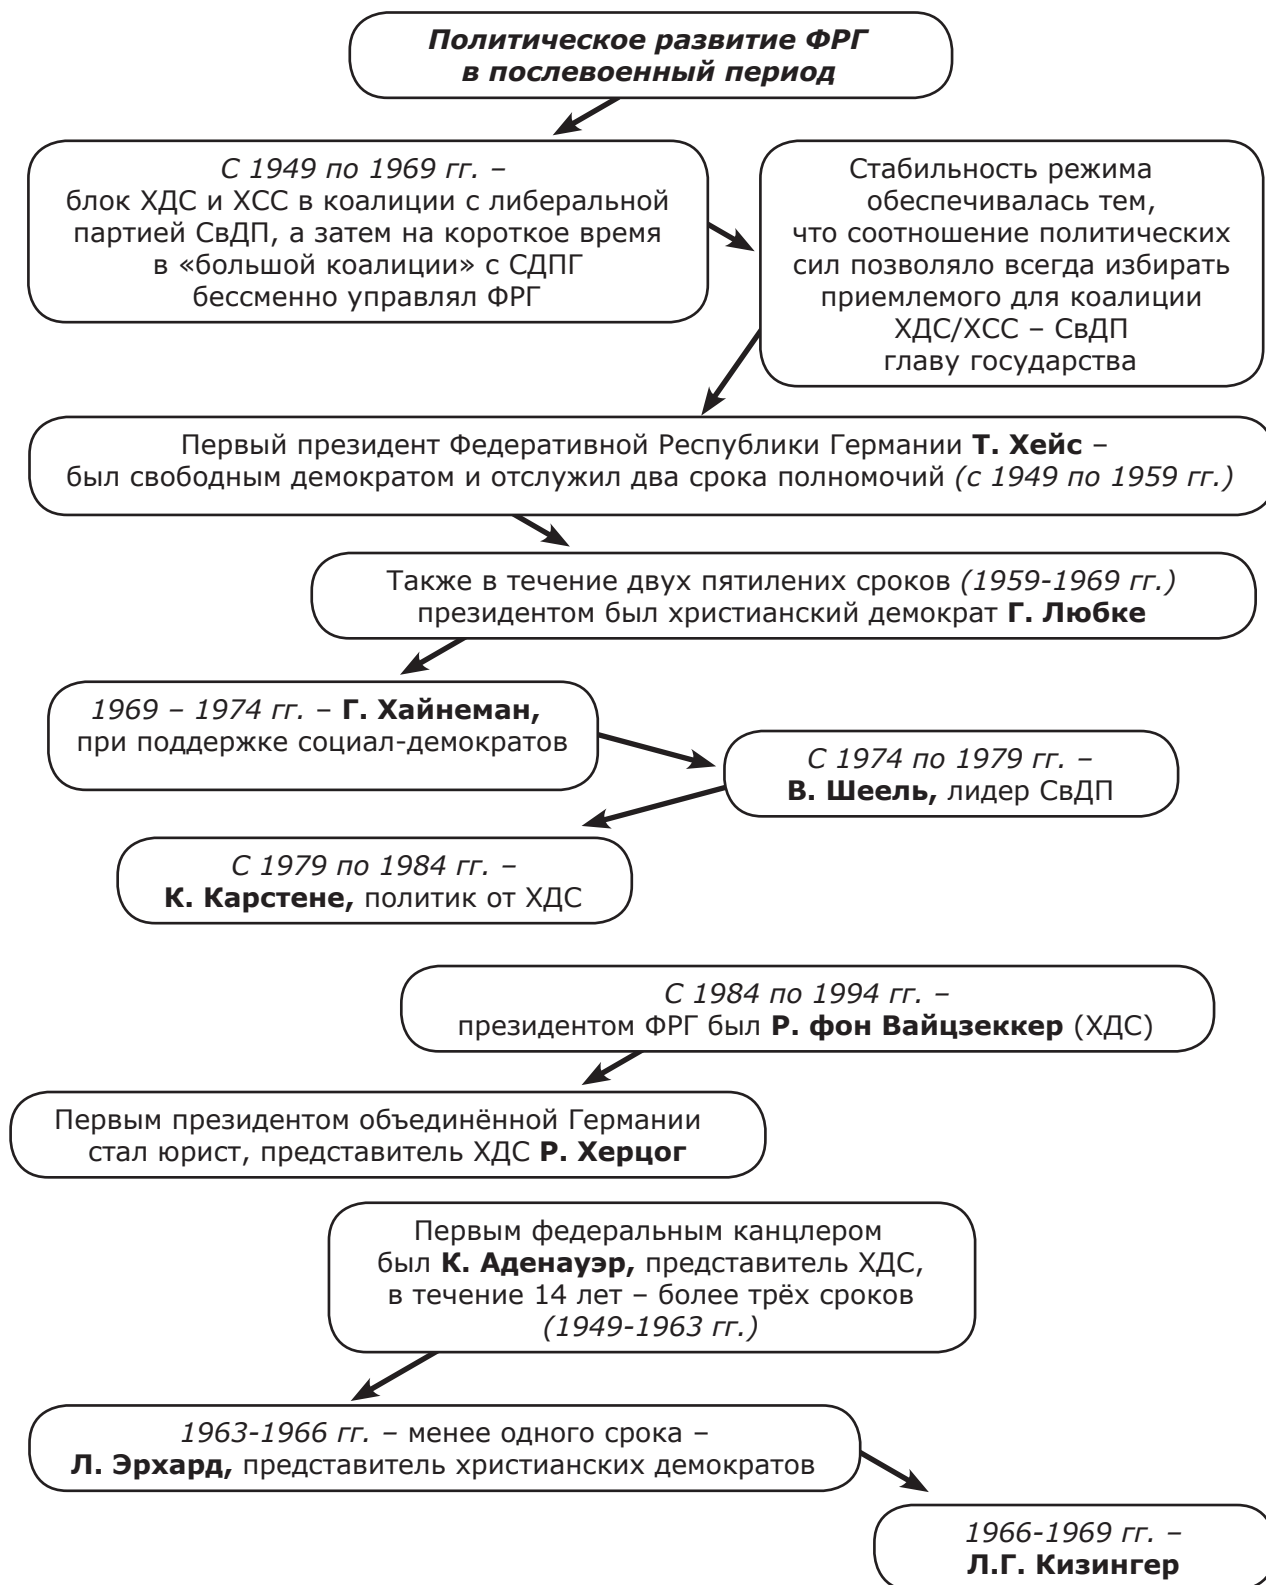 Политическое развитие ФРГ
в послевоенный период
С 1949 по 1969 гг. –
блок ХДС и ХСС в коалиции с либеральной
партией СвДП, а затем на короткое время
в «большой коалиции» с СДПГ
бессменно управлял ФРГ
Стабильность режима
обеспечивалась тем,
что соотношение политических
сил позволяло всегда избирать
приемлемого для коалиции
ХДС/ХСС – СвДП
главу государства
Первый президент Федеративной Республики Германии Т. Хейс –
был свободным демократом и отслужил два срока полномочий (с 1949 по 1959 гг.)
Также в течение двух пятилених сроков (1959-1969 гг.)
президентом был христианский демократ Г. Любке
1969 – 1974 гг. – Г. Хайнеман,
при поддержке социал-демократов
С 1974 по 1979 гг. –
В. Шеель, лидер СвДП
С 1979 по 1984 гг. –
К. Карстене, политик от ХДС
С 1984 по 1994 гг. –
президентом ФРГ был Р. фон Вайцзеккер (ХДС)
Первым президентом объединённой Германии
стал юрист, представитель ХДС Р. Херцог
Первым федеральным канцлером
был К. Аденауэр, представитель ХДС,
в течение 14 лет – более трёх сроков
(1949-1963 гг.)
1963-1966 гг. – менее одного срока –
Л. Эрхард, представитель христианских демократов
1966-1969 гг. –
Л.Г. Кизингер